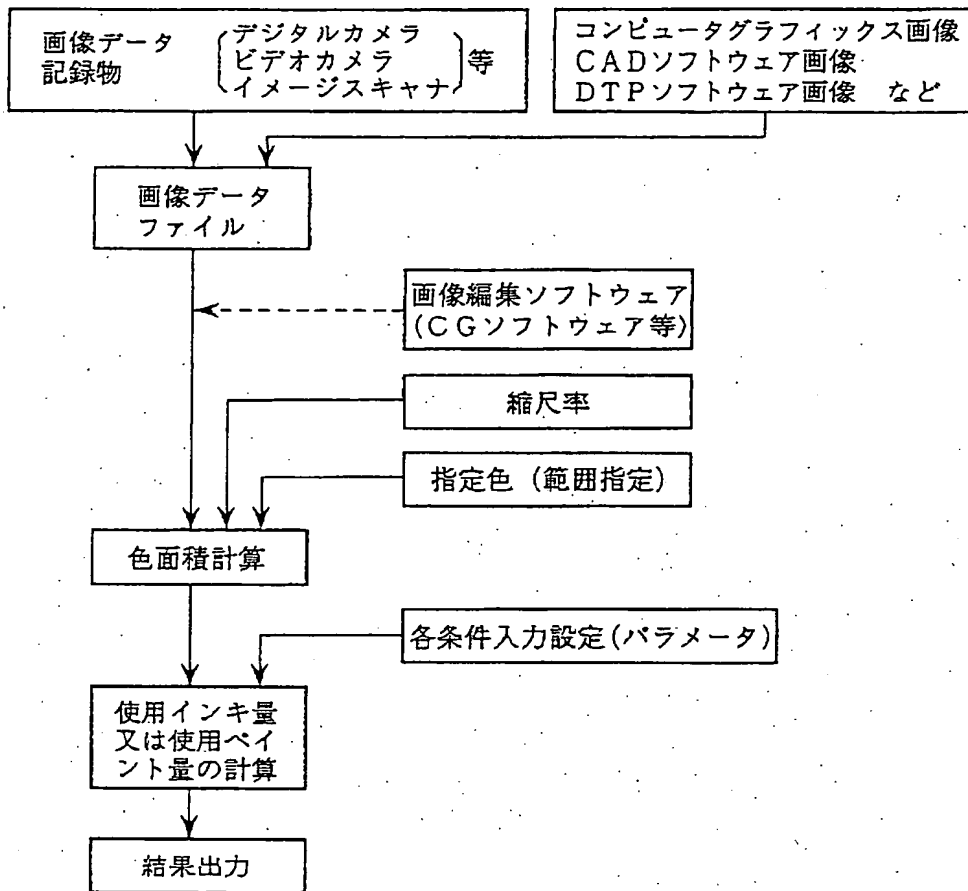 画像データ
記録物
デジタルカメラ
ビデオカメラ
イメージスキャナ
等
コンピュータグラフィックス画像
CADソフトウェア画像
DTPソフトウェア画像 など
画像データ
ファイル
画像編集ソフトウェア
(CGソフトウェア等)
縮尺率
指定色(範囲指定)
色面積計算
各条件入力設定(パラメータ)
使用インキ量
又は使用ペイ
ント量の計算
結果出力